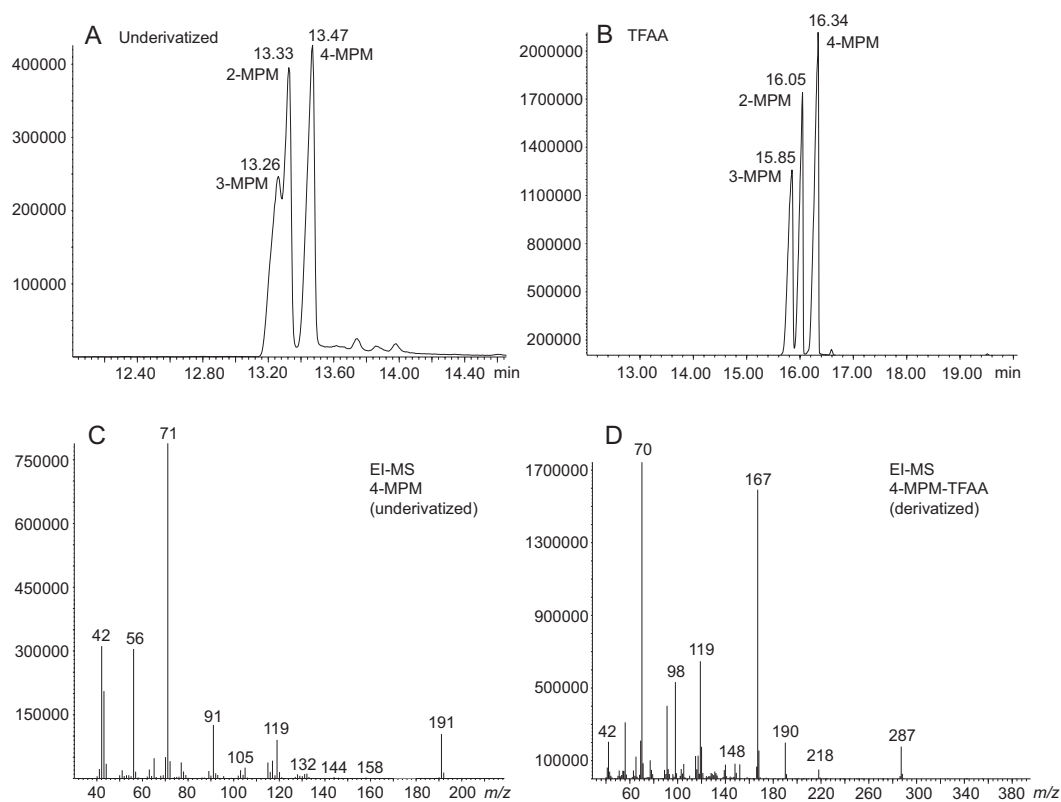 A Underivatized
13.47
4-MPM
13.33
2-MPM
13.26
3-MPM
400000
300000
200000
100000
12.40 12.80 13.20 13.60 14.00 14.40 min
B TFAA
16.34
4-MPM
16.05
2-MPM
15.85
3-MPM
2000000
1700000
1400000
1100000
800000
500000
200000
13.00 14.00 15.00 16.00 17.00 18.00 19.00 min
C
EI-MS
4-MPM
(underivatized)
71
42
56
91
105
119
132
144
158
191
750000
600000
450000
300000
150000
40 60 80 100 120 140 160 180 200 m/z
D
EI-MS
4-MPM-TFAA
(derivatized)
70
167
119
98
42
148
190
218
287
1700000
1300000
900000
500000
100000
60 100 140 180 220 260 300 340 380 m/z